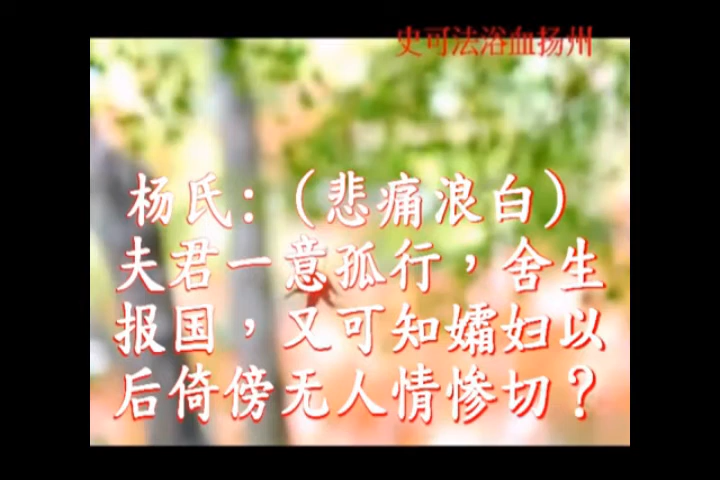 史可法浴血扬州
杨氏:（悲痛浪白）
夫君一意孤行，舍生
报国，又可知孀妇以
后倚傍无人情惨切？